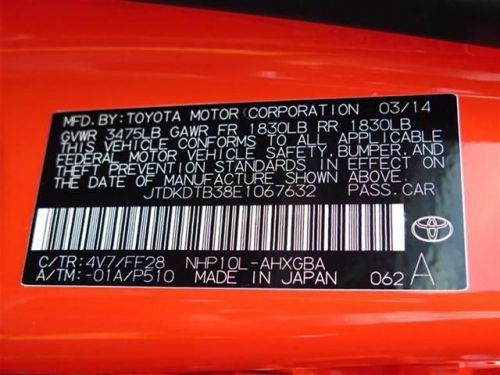 MFD. BY: TOYOTA MOTOR CORPORATION 03/14
GVWR 3475LB GAWR FR 1830LB RR 1830LB
THIS VEHICLE CONFORMS TO ALL APPLICABLE
FEDERAL MOTOR VEHICLE SAFETY, BUMPER, AND
THEFT PREVENTION STANDARDS IN EFFECT ON
THE DATE OF MANUFACTURE SHOWN ABOVE.
JTDKDTB38E1067632 PASS. CAR
C/TR: 4V7/FF28 NHP10L-AHXGBA
A/TM: -01A/P510 MADE IN JAPAN 062 A